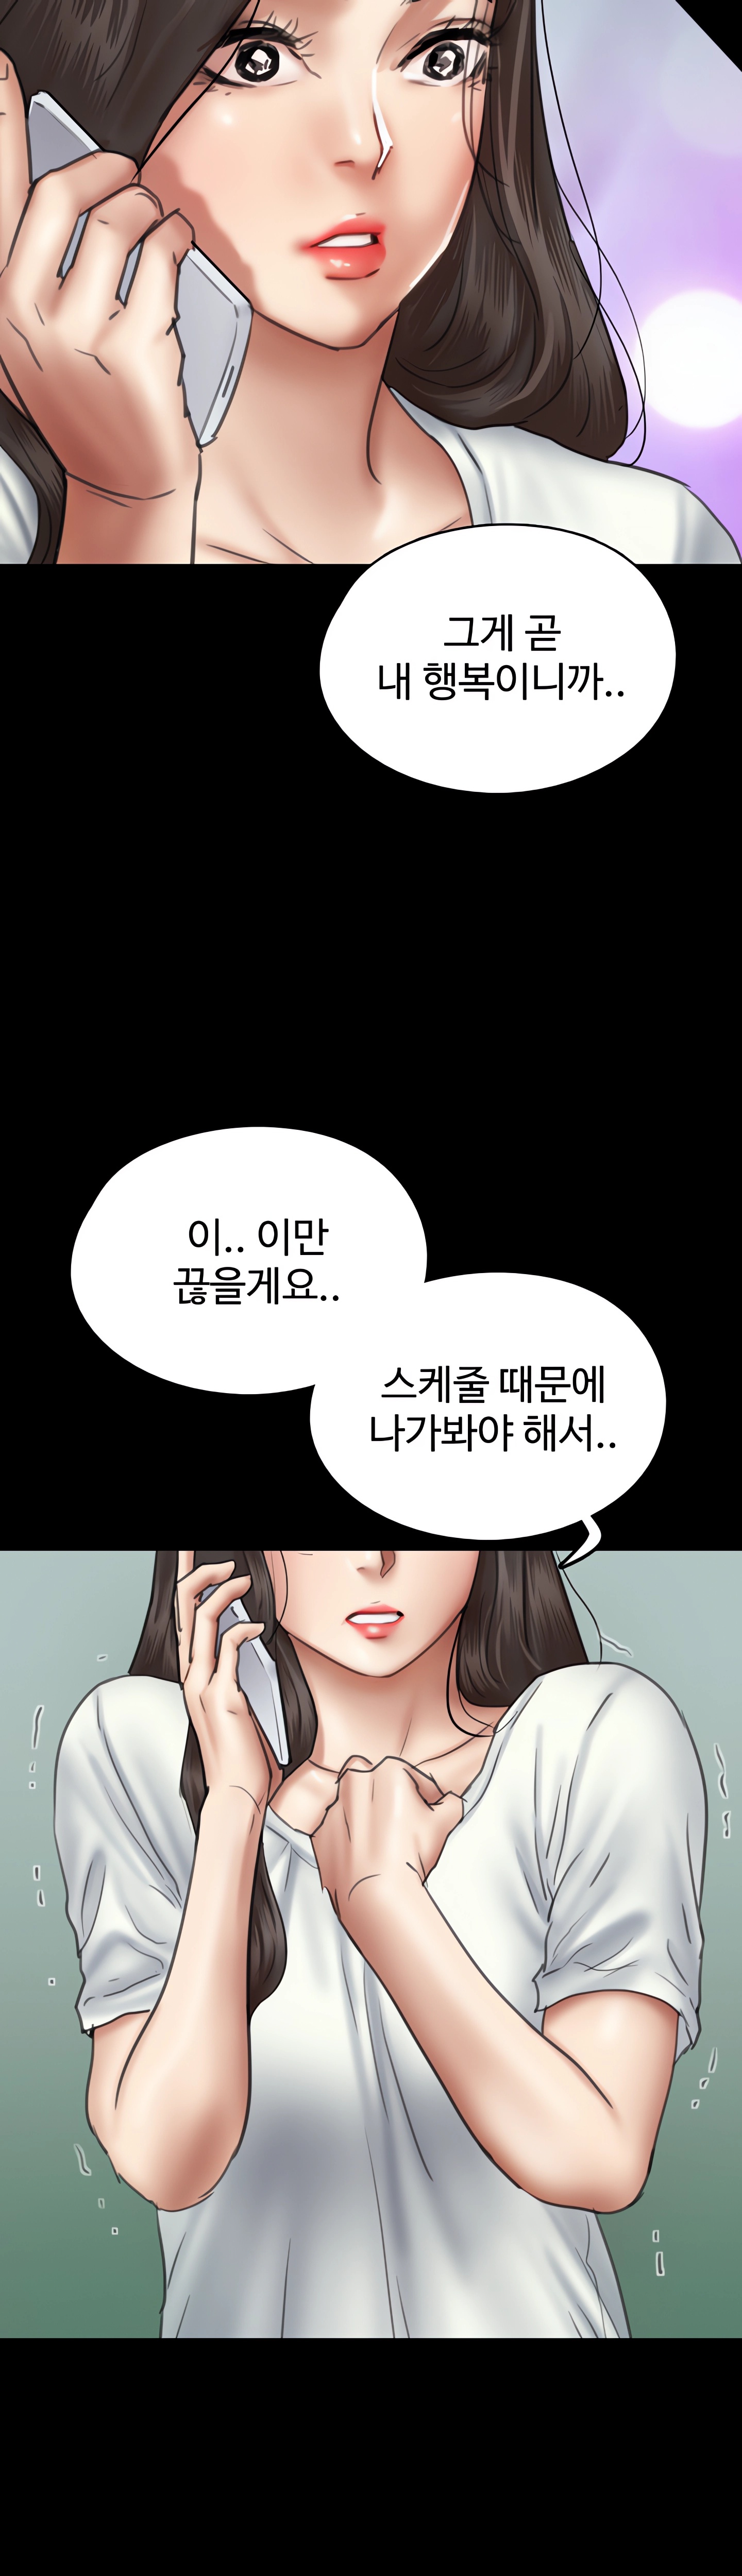 그게 곧
내 행복이니까..
이.. 이만
끊을게요..
스케줄 때문에
나가봐야 해서..